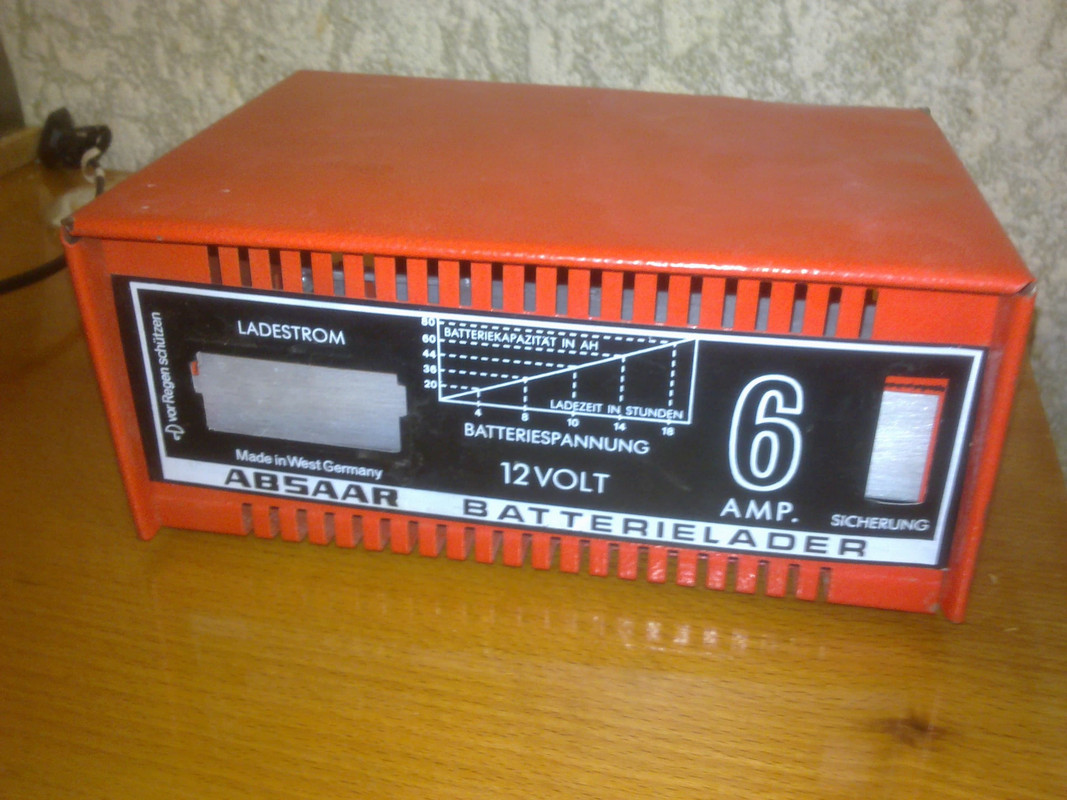 vor Regen schützen
LADESTROM
Made in West Germany
80
60
44
36
20
BATTERIEKAPAZITÄT IN AH
LADEZEIT IN STUNDEN
4 8 10 14 18
BATTERIESPANNUNG
12 VOLT
6
AMP.
SICHERUNG
ABSAAR BATTERIELADER